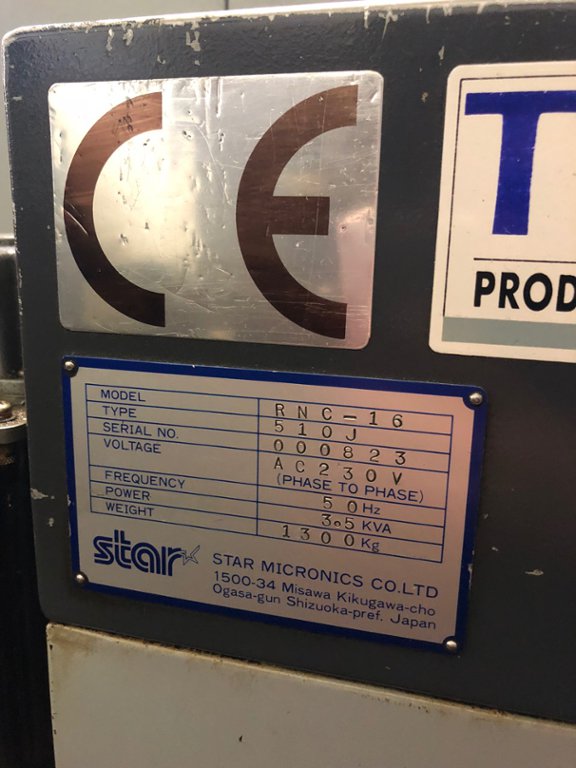 CE
T
PROD
MODEL RNC-16
TYPE 510J
SERIAL NO. 000823
VOLTAGE AC230V
(PHASE TO PHASE)
FREQUENCY 50Hz
POWER 3.5KVA
WEIGHT 1300Kg
star STAR MICRONICS CO.LTD
1500-34 Misawa Kikugawa-cho
Ogasa-gun Shizuoka-pref. Japan